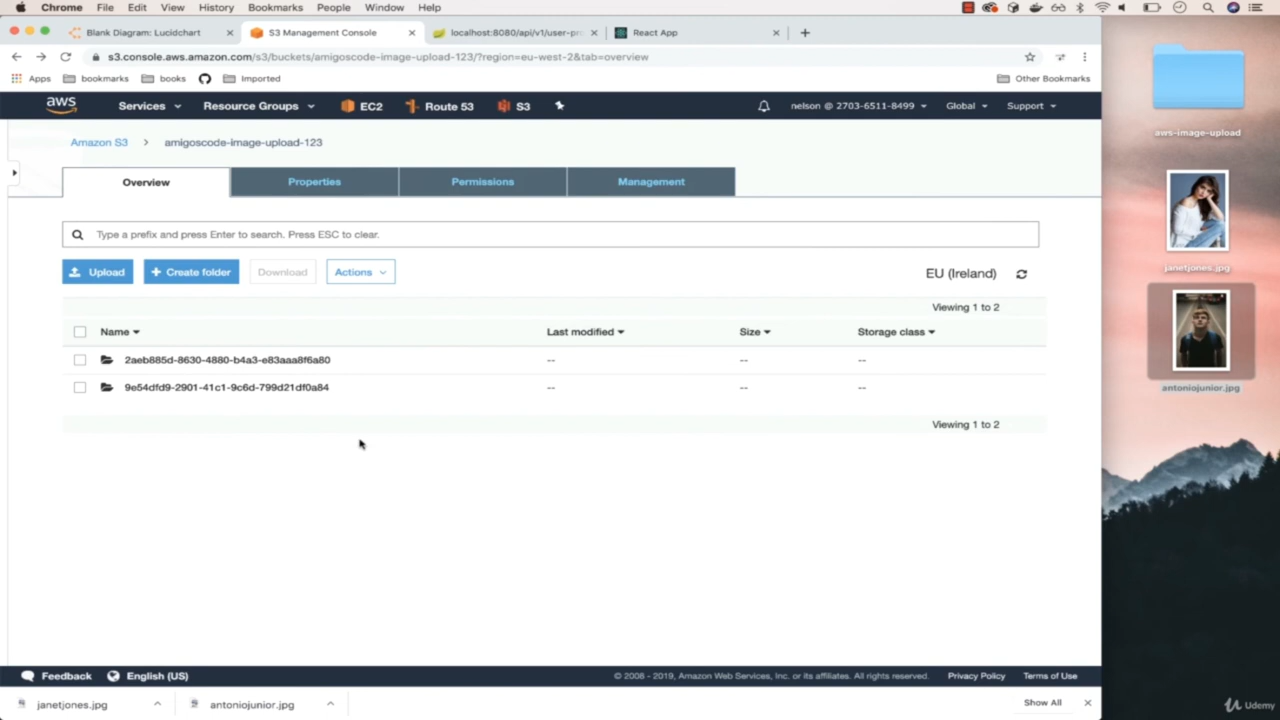 Chrome File Edit View History Bookmarks People Window Help
Blank Diagram: Lucidchart × S3 Management Console × localhost:8080/api/v1/user-pro × React App × +
s3.console.aws.amazon.com/s3/buckets/amigoscode-image-upload-123/?region=eu-west-2&tab=overview
Apps bookmarks books Imported Other Bookmarks
aws Services Resource Groups EC2 Route 53 S3 nelson @ 2703-6511-8499 Global Support
aws-image-upload
Amazon S3 > amigoscode-image-upload-123
Overview Properties Permissions Management
Type a prefix and press Enter to search. Press ESC to clear.
Upload + Create folder Download Actions EU (Ireland)
janetjones.jpg
Viewing 1 to 2
Name Last modified Size Storage class
2aeb885d-8630-4880-b4a3-e83aaa8f6a80 -- -- --
9e54dfd9-2901-41c1-9c6d-799d21df0a84 -- -- --
antoniojunior.jpg
Viewing 1 to 2
Feedback English (US) © 2008 - 2019, Amazon Web Services, Inc. or its affiliates. All rights reserved. Privacy Policy Terms of Use
janetjones.jpg antoniojunior.jpg Show All ×
Udemy